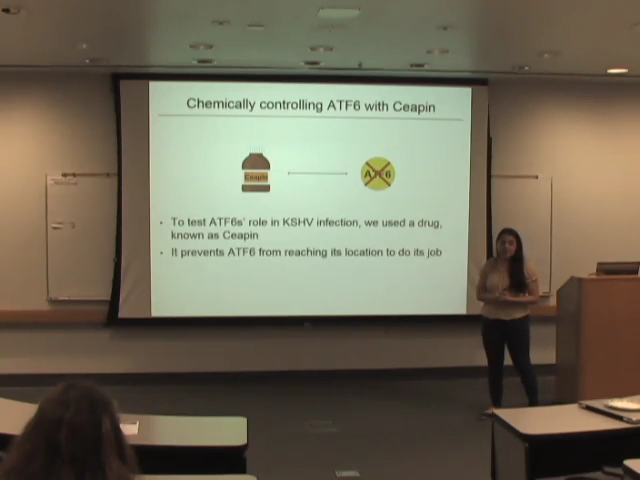 Chemically controlling ATF6 with Ceapin
Ceapin
ATF6
To test ATF6s' role in KSHV infection, we used a drug,
known as Ceapin
It prevents ATF6 from reaching its location to do its job